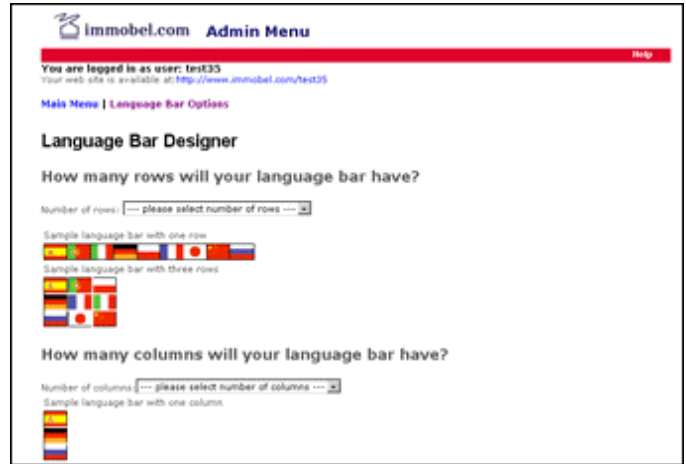 immobel.com Admin Menu
Help
You are logged in as user: test35
Your web site is available at:http://www.immobel.com/test35
Main Menu | Language Bar Options
Language Bar Designer
How many rows will your language bar have?
Number of rows: --- please select number of rows ---
Sample language bar with one row
Sample language bar with three rows
How many columns will your language bar have?
Number of columns: --- please select number of columns ---
Sample language bar with one column